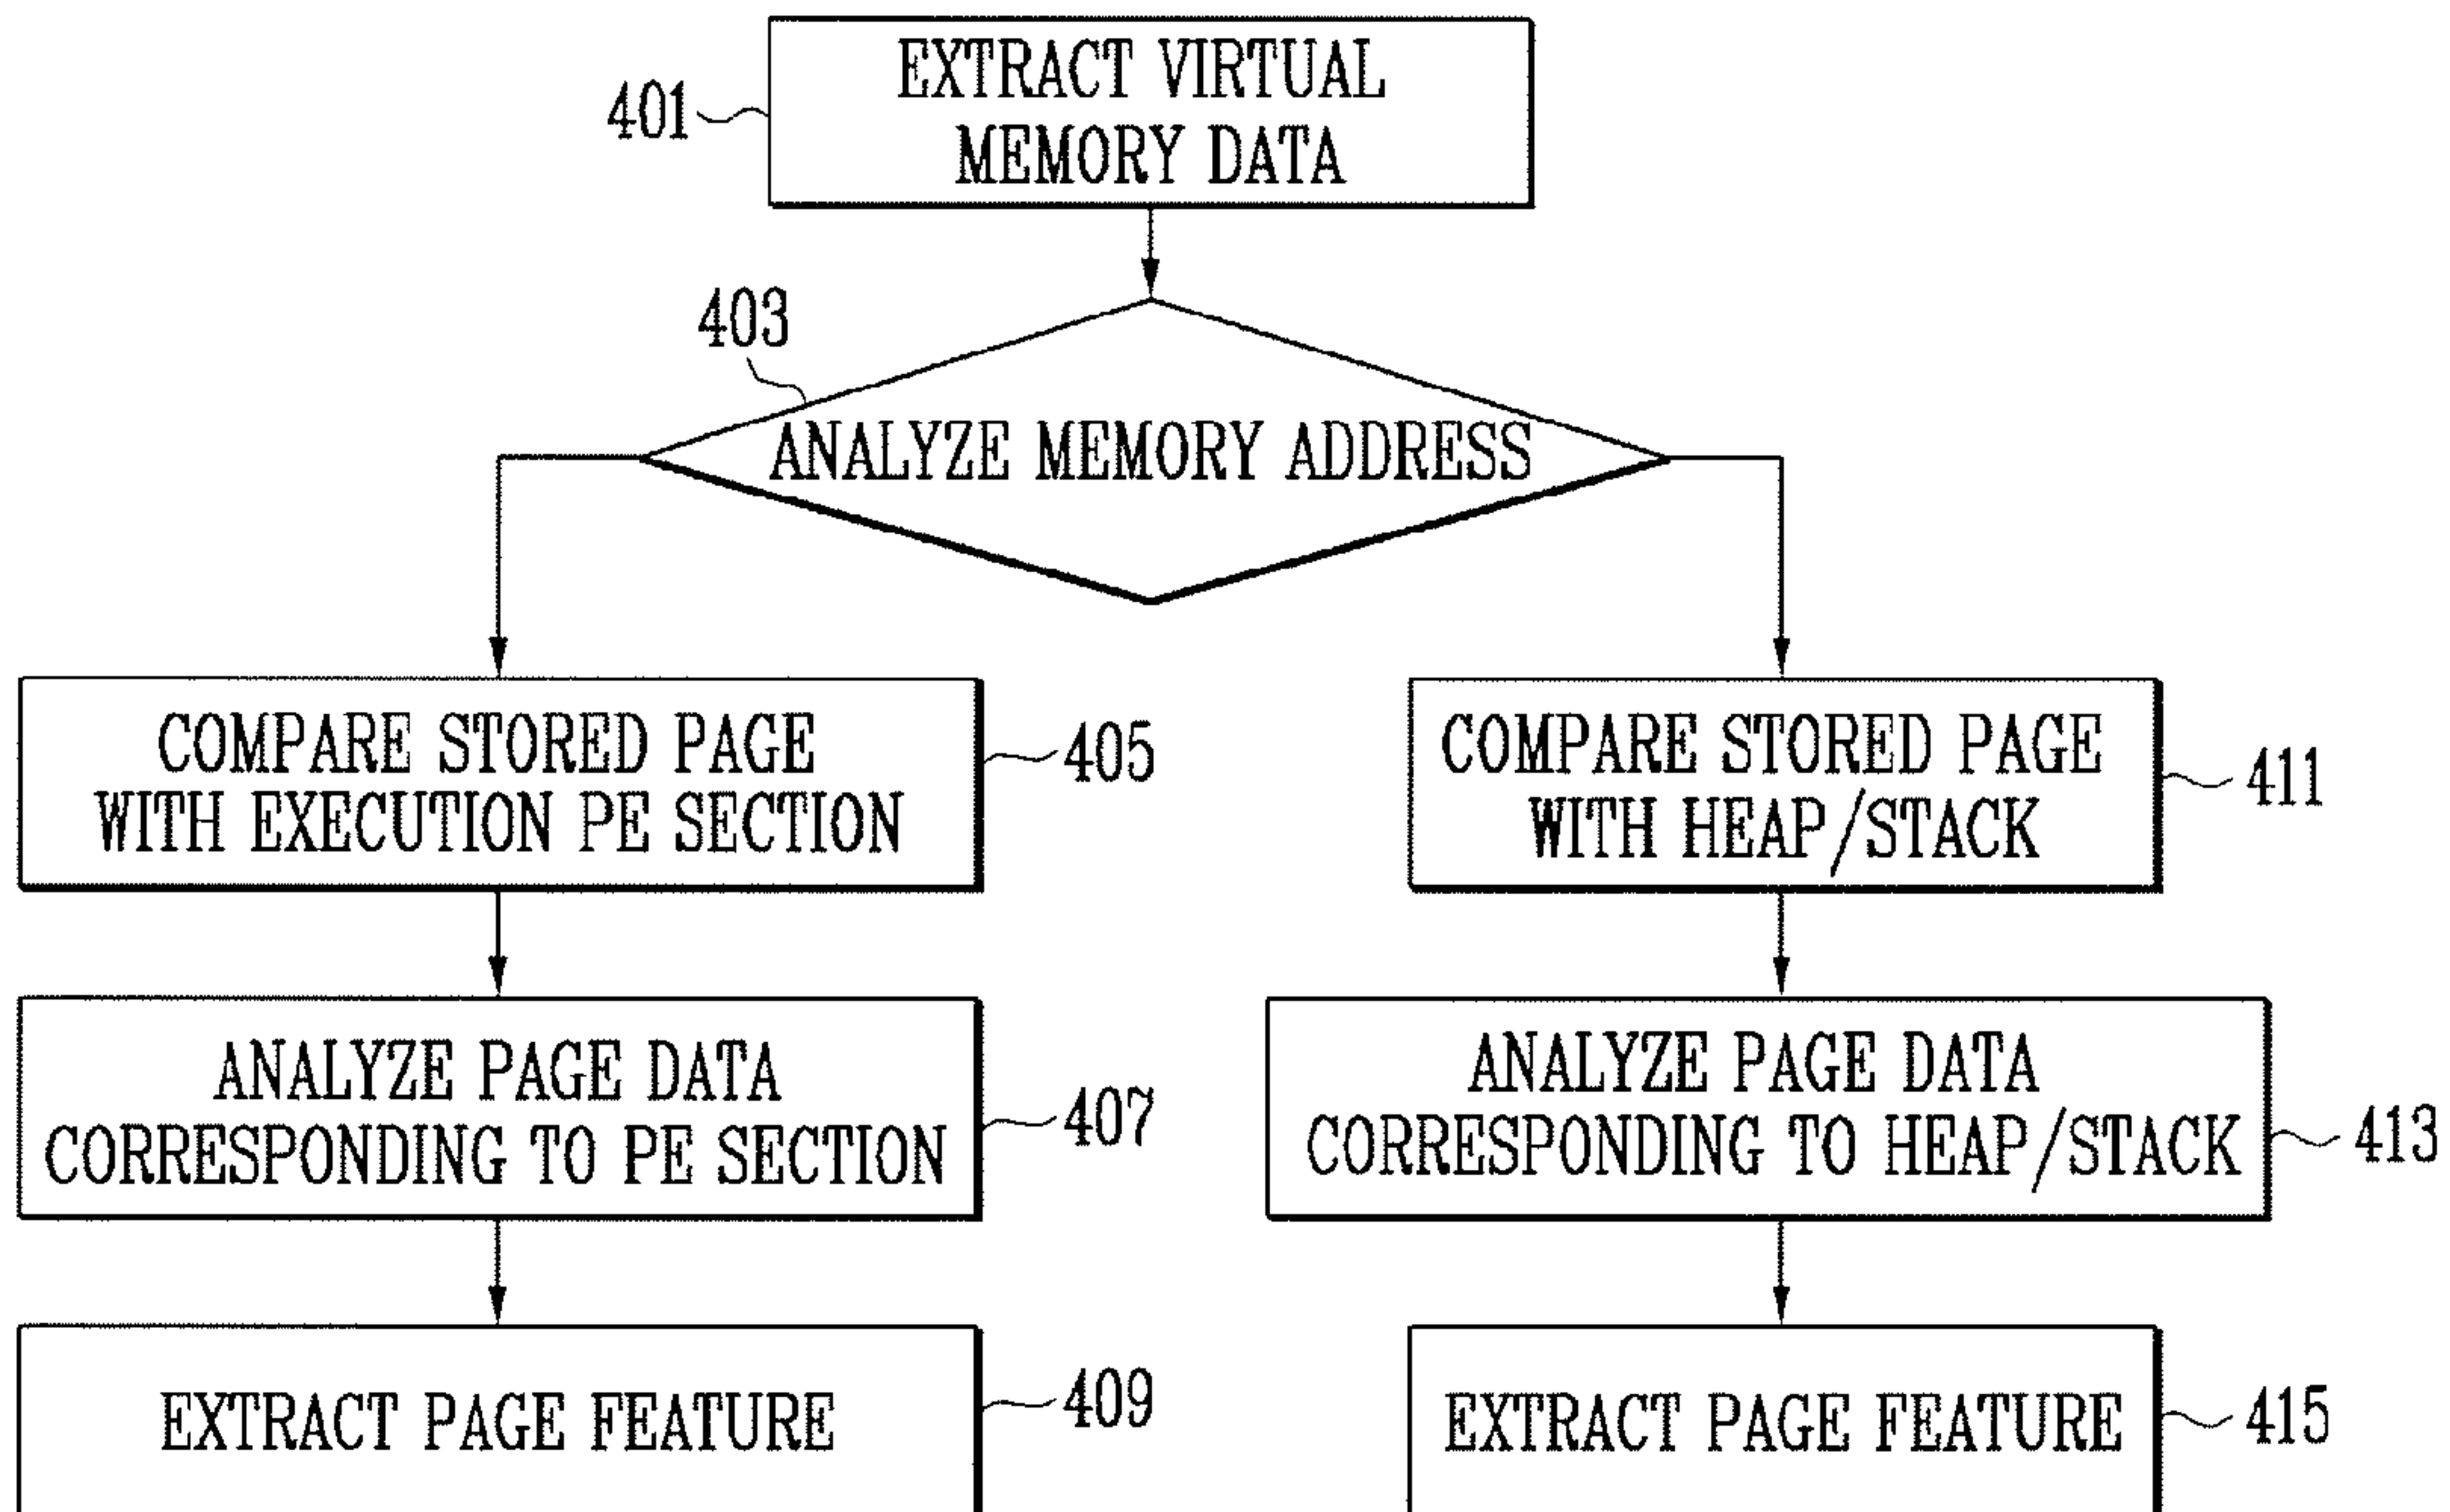 EXTRACT VIRTUAL
MEMORY DATA
401
403
ANALYZE MEMORY ADDRESS
COMPARE STORED PAGE
WITH EXECUTION PE SECTION
405
COMPARE STORED PAGE
WITH HEAP/STACK
411
ANALYZE PAGE DATA
CORRESPONDING TO PE SECTION
407
ANALYZE PAGE DATA
CORRESPONDING TO HEAP/STACK
413
EXTRACT PAGE FEATURE
409
EXTRACT PAGE FEATURE
415